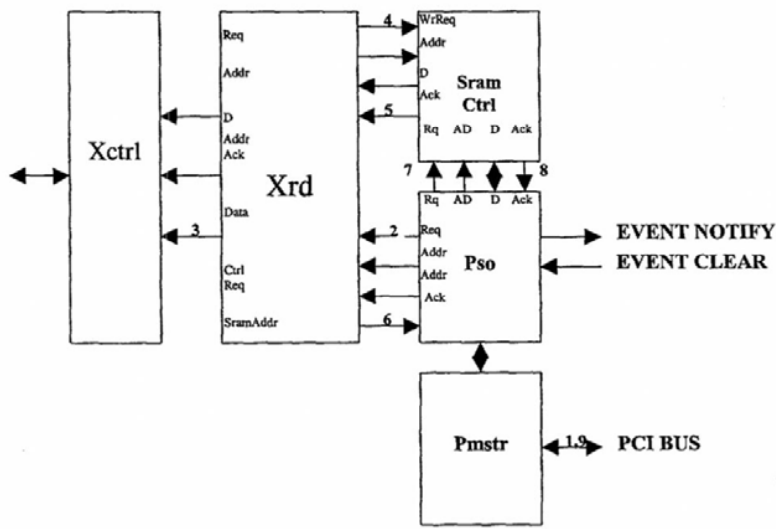 Xctrl
Req
Addr
D
Addr
Ack
Xrd
Data
Ctrl
Req
SramAddr
4
5
3
2
6
WrReq
Addr
D
Ack
Sram
Ctrl
Rq AD D Ack
7
8
Rq AD D Ack
Req
Addr
Addr
Ack
Pso
EVENT NOTIFY
EVENT CLEAR
Pmstr
1,9
PCI BUS